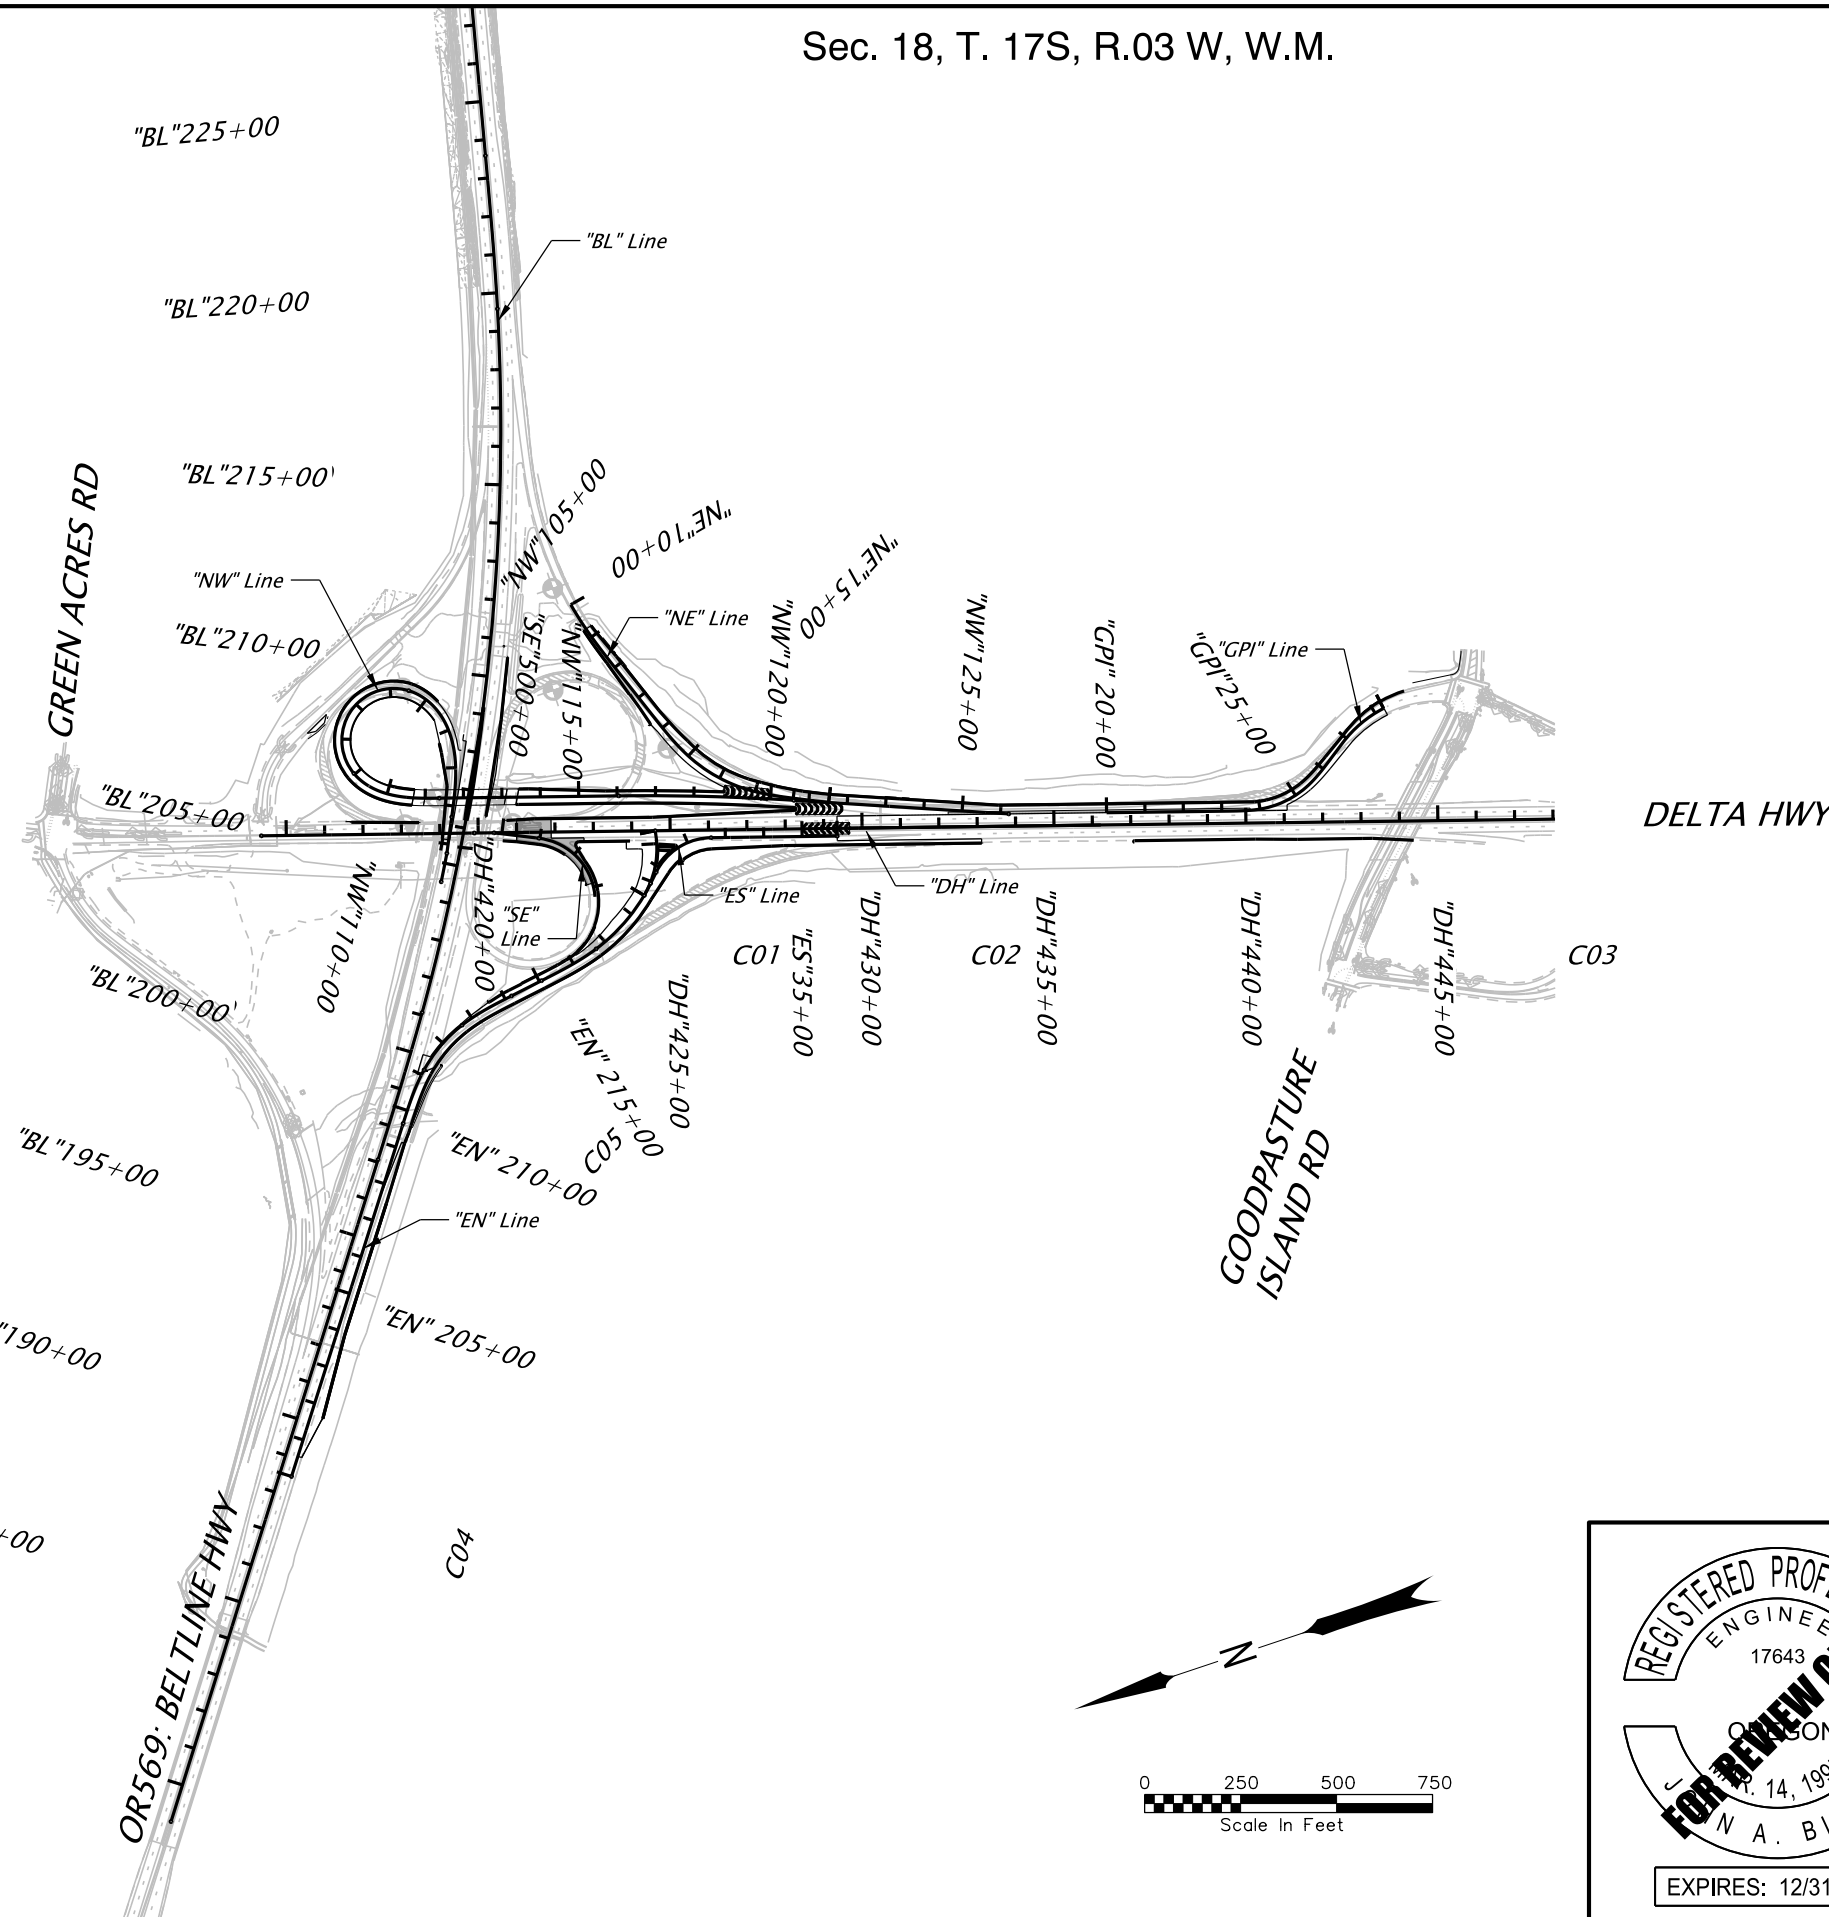 Sec. 18, T. 17S, R.03 W, W.M.
"BL"225+00
"BL" Line
"BL"220+00
"BL"215+00
GREEN ACRES RD
"NW" Line
"BL"210+00
"NW"105+00
"NE"10+00
"NE"15+00
"NE" Line
"SE"500+00
"NW"115+00
"NW"120+00
"NW"125+00
"GPI" 20+00
"GPI"25+00
"GPI" Line
"BL"205+00
DELTA HWY
"NW"110+00
"DH"420+00
"SE"
Line
"ES" Line
"DH" Line
C01
"ES"35+00
"DH"430+00
C02
"DH"435+00
"DH"440+00
"DH"445+00
C03
"BL"200+00
"DH"425+00
"EN" 215+00
C05
"BL"195+00
"EN" 210+00
"EN" Line
GOODPASTURE
ISLAND RD
"190+00
"EN" 205+00
+00
C04
OR569: BELTLINE HWY
N
0 250 500 750
Scale In Feet
REGISTERED PROF
ENGINEE
17643
FOR REVIEW O
14, 199
N A. B
EXPIRES: 12/31